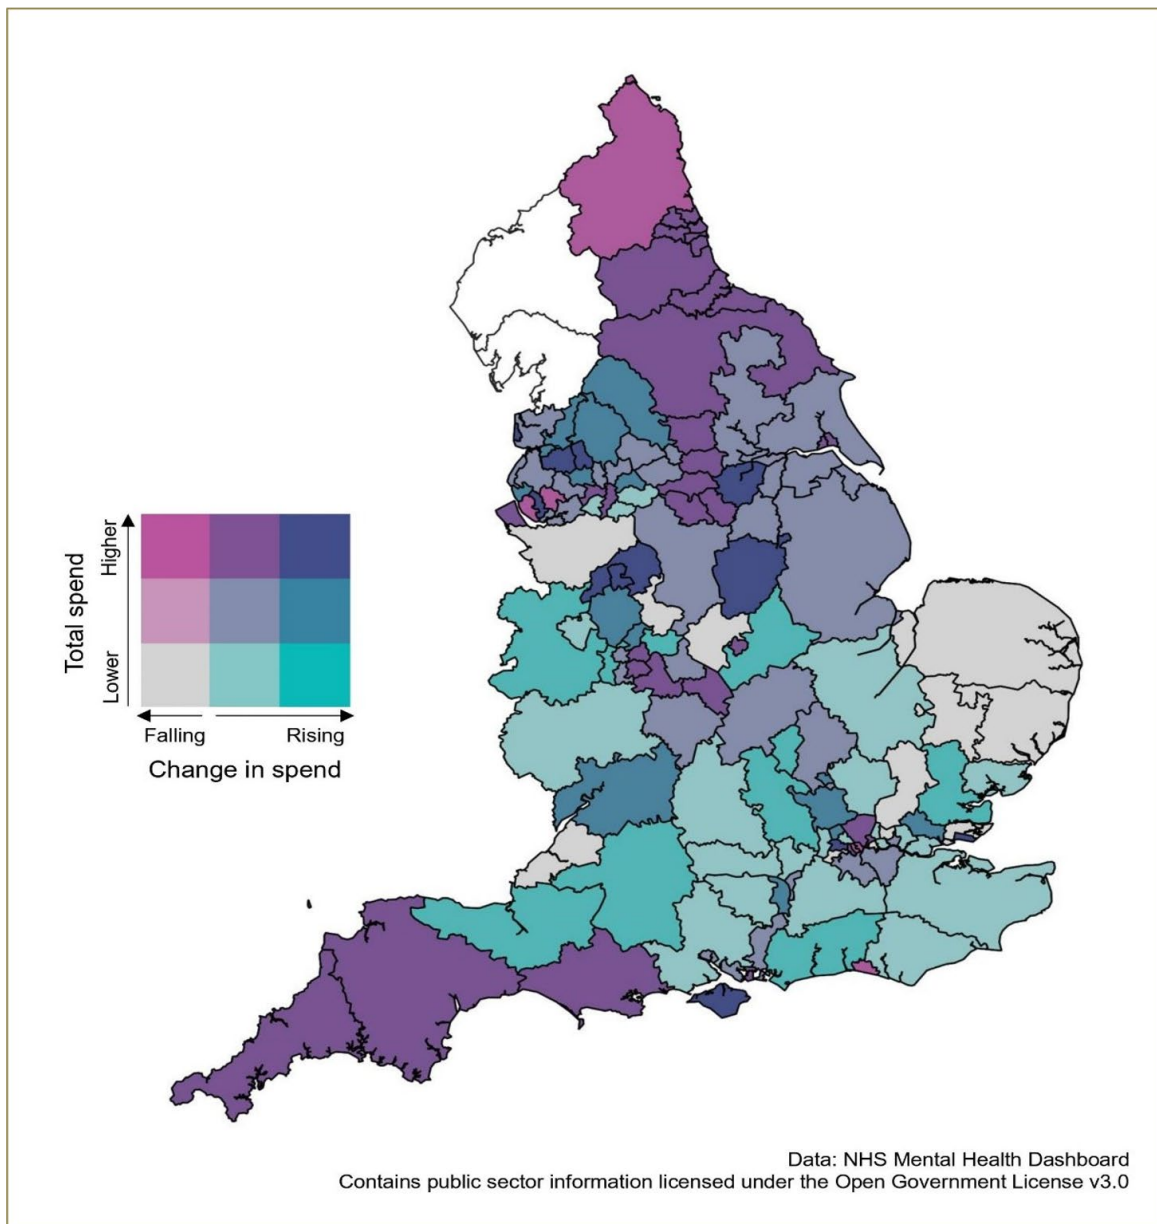 Higher
Total spend
Lower
Falling
Rising
Change in spend
Data: NHS Mental Health Dashboard
Contains public sector information licensed under the Open Government License v3.0